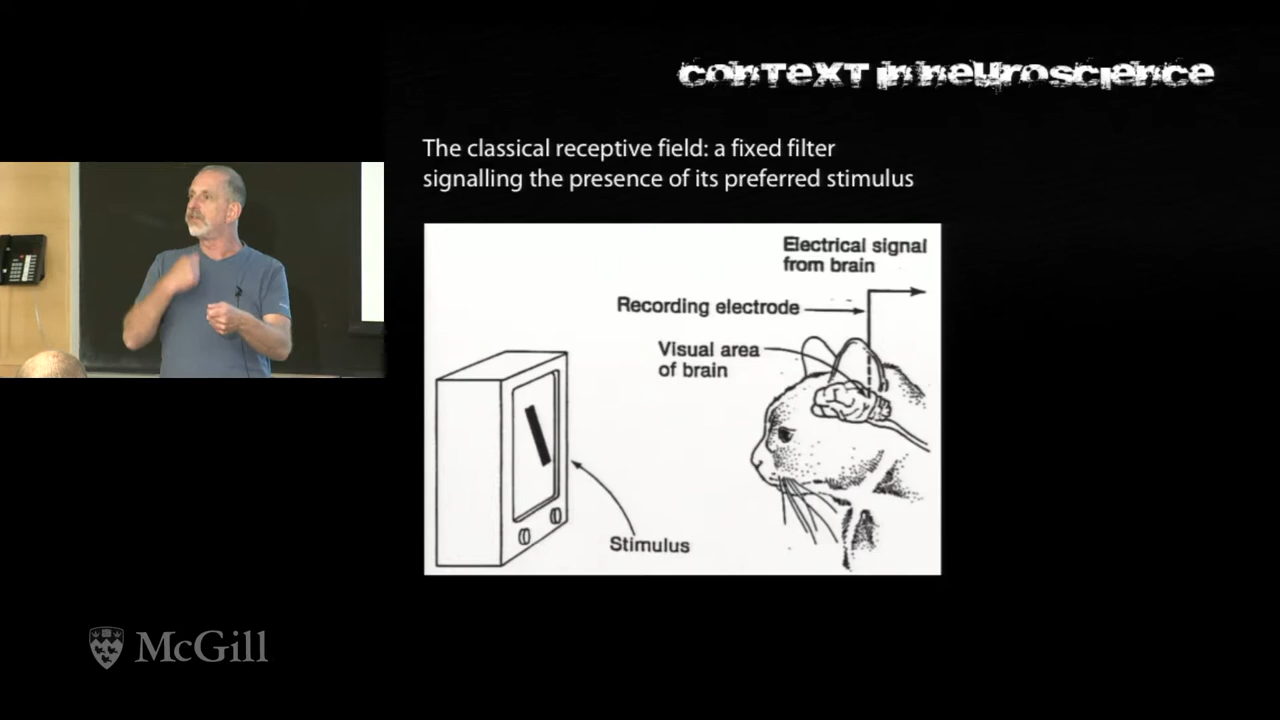 conTEXT in neuroscience
The classical receptive field: a fixed filter
signalling the presence of its preferred stimulus
Electrical signal
from brain
Recording electrode
Visual area
of brain
Stimulus
McGill